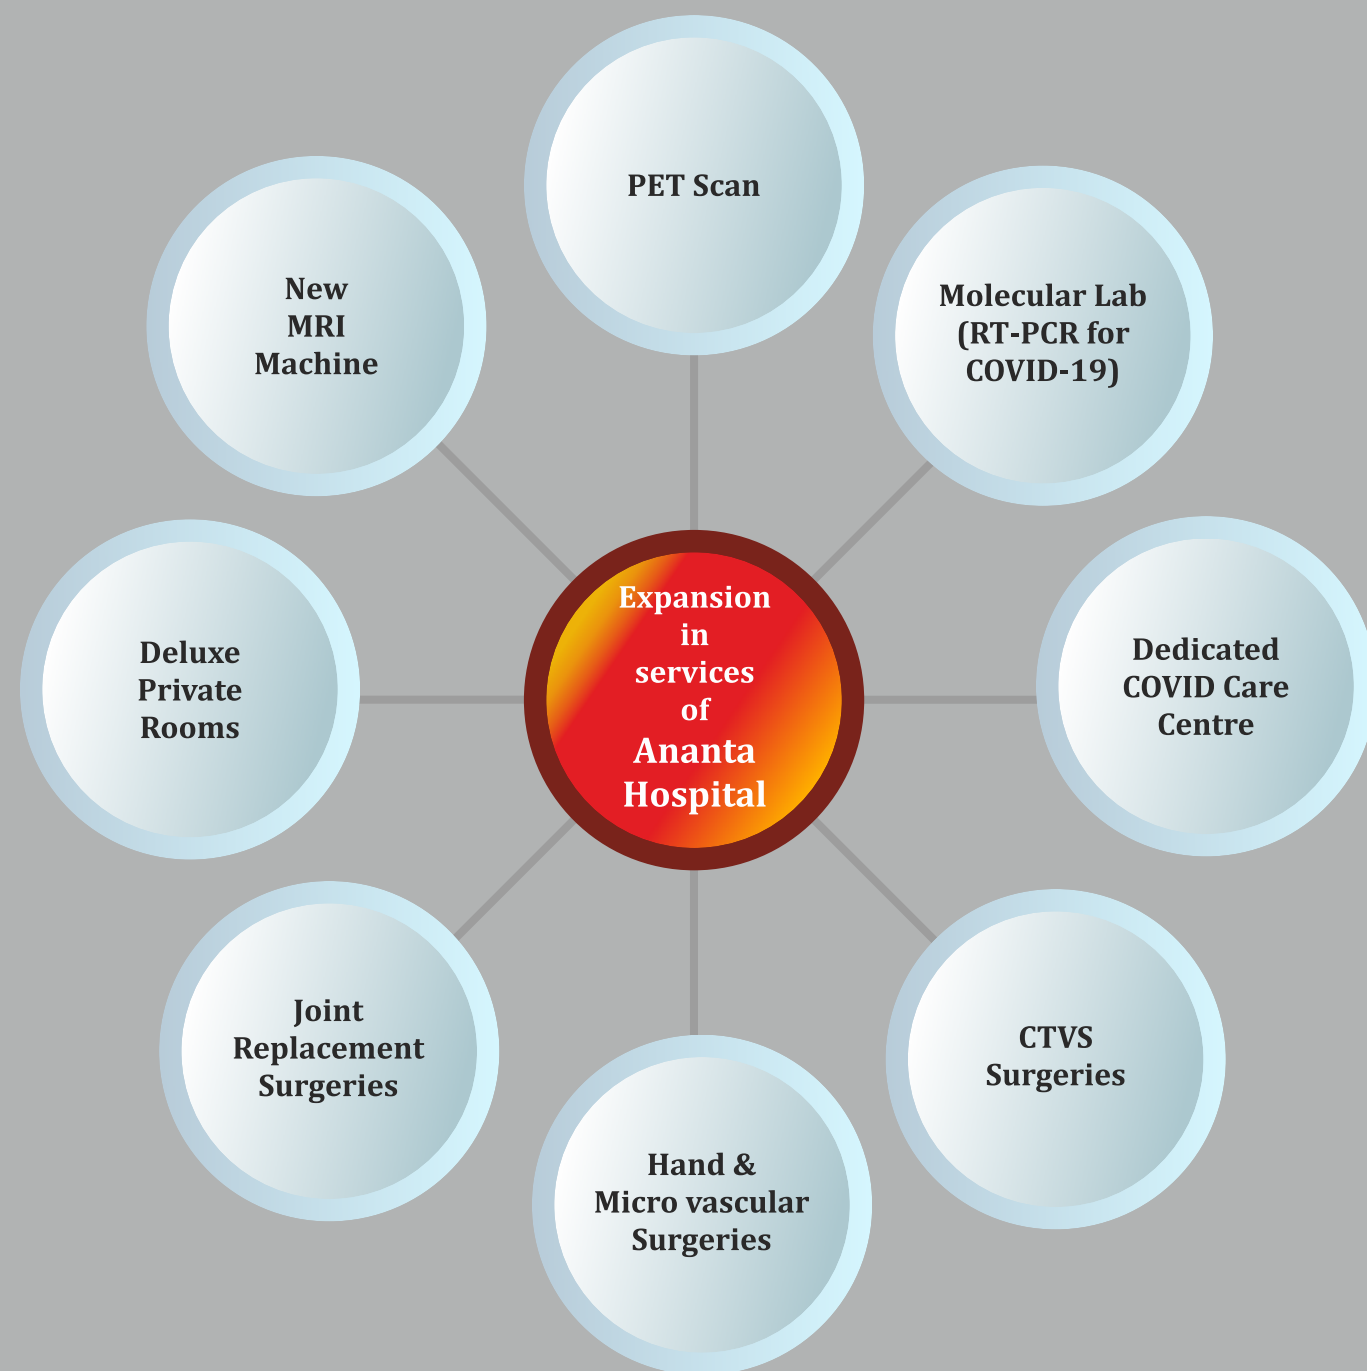 PET Scan
Molecular Lab
(RT-PCR for
COVID-19)
Dedicated
COVID Care
Centre
CTVS
Surgeries
Hand &
Micro vascular
Surgeries
Joint
Replacement
Surgeries
Deluxe
Private
Rooms
New
MRI
Machine
Expansion
in
services
of
Ananta
Hospital